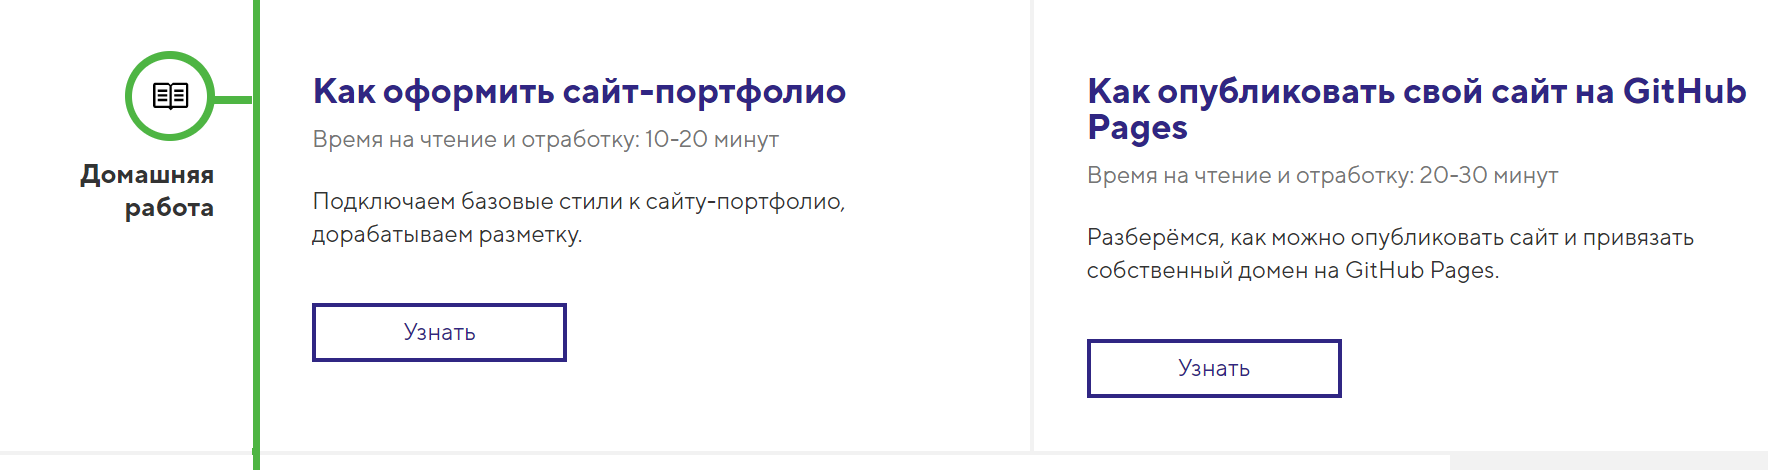 Домашняя
работа
Как оформить сайт-портфолио
Время на чтение и отработку: 10-20 минут
Подключаем базовые стили к сайту-портфолио,
дорабатываем разметку.
Узнать
Как опубликовать свой сайт на GitHub
Pages
Время на чтение и отработку: 20-30 минут
Разберёмся, как можно опубликовать сайт и привязать
собственный домен на GitHub Pages.
Узнать